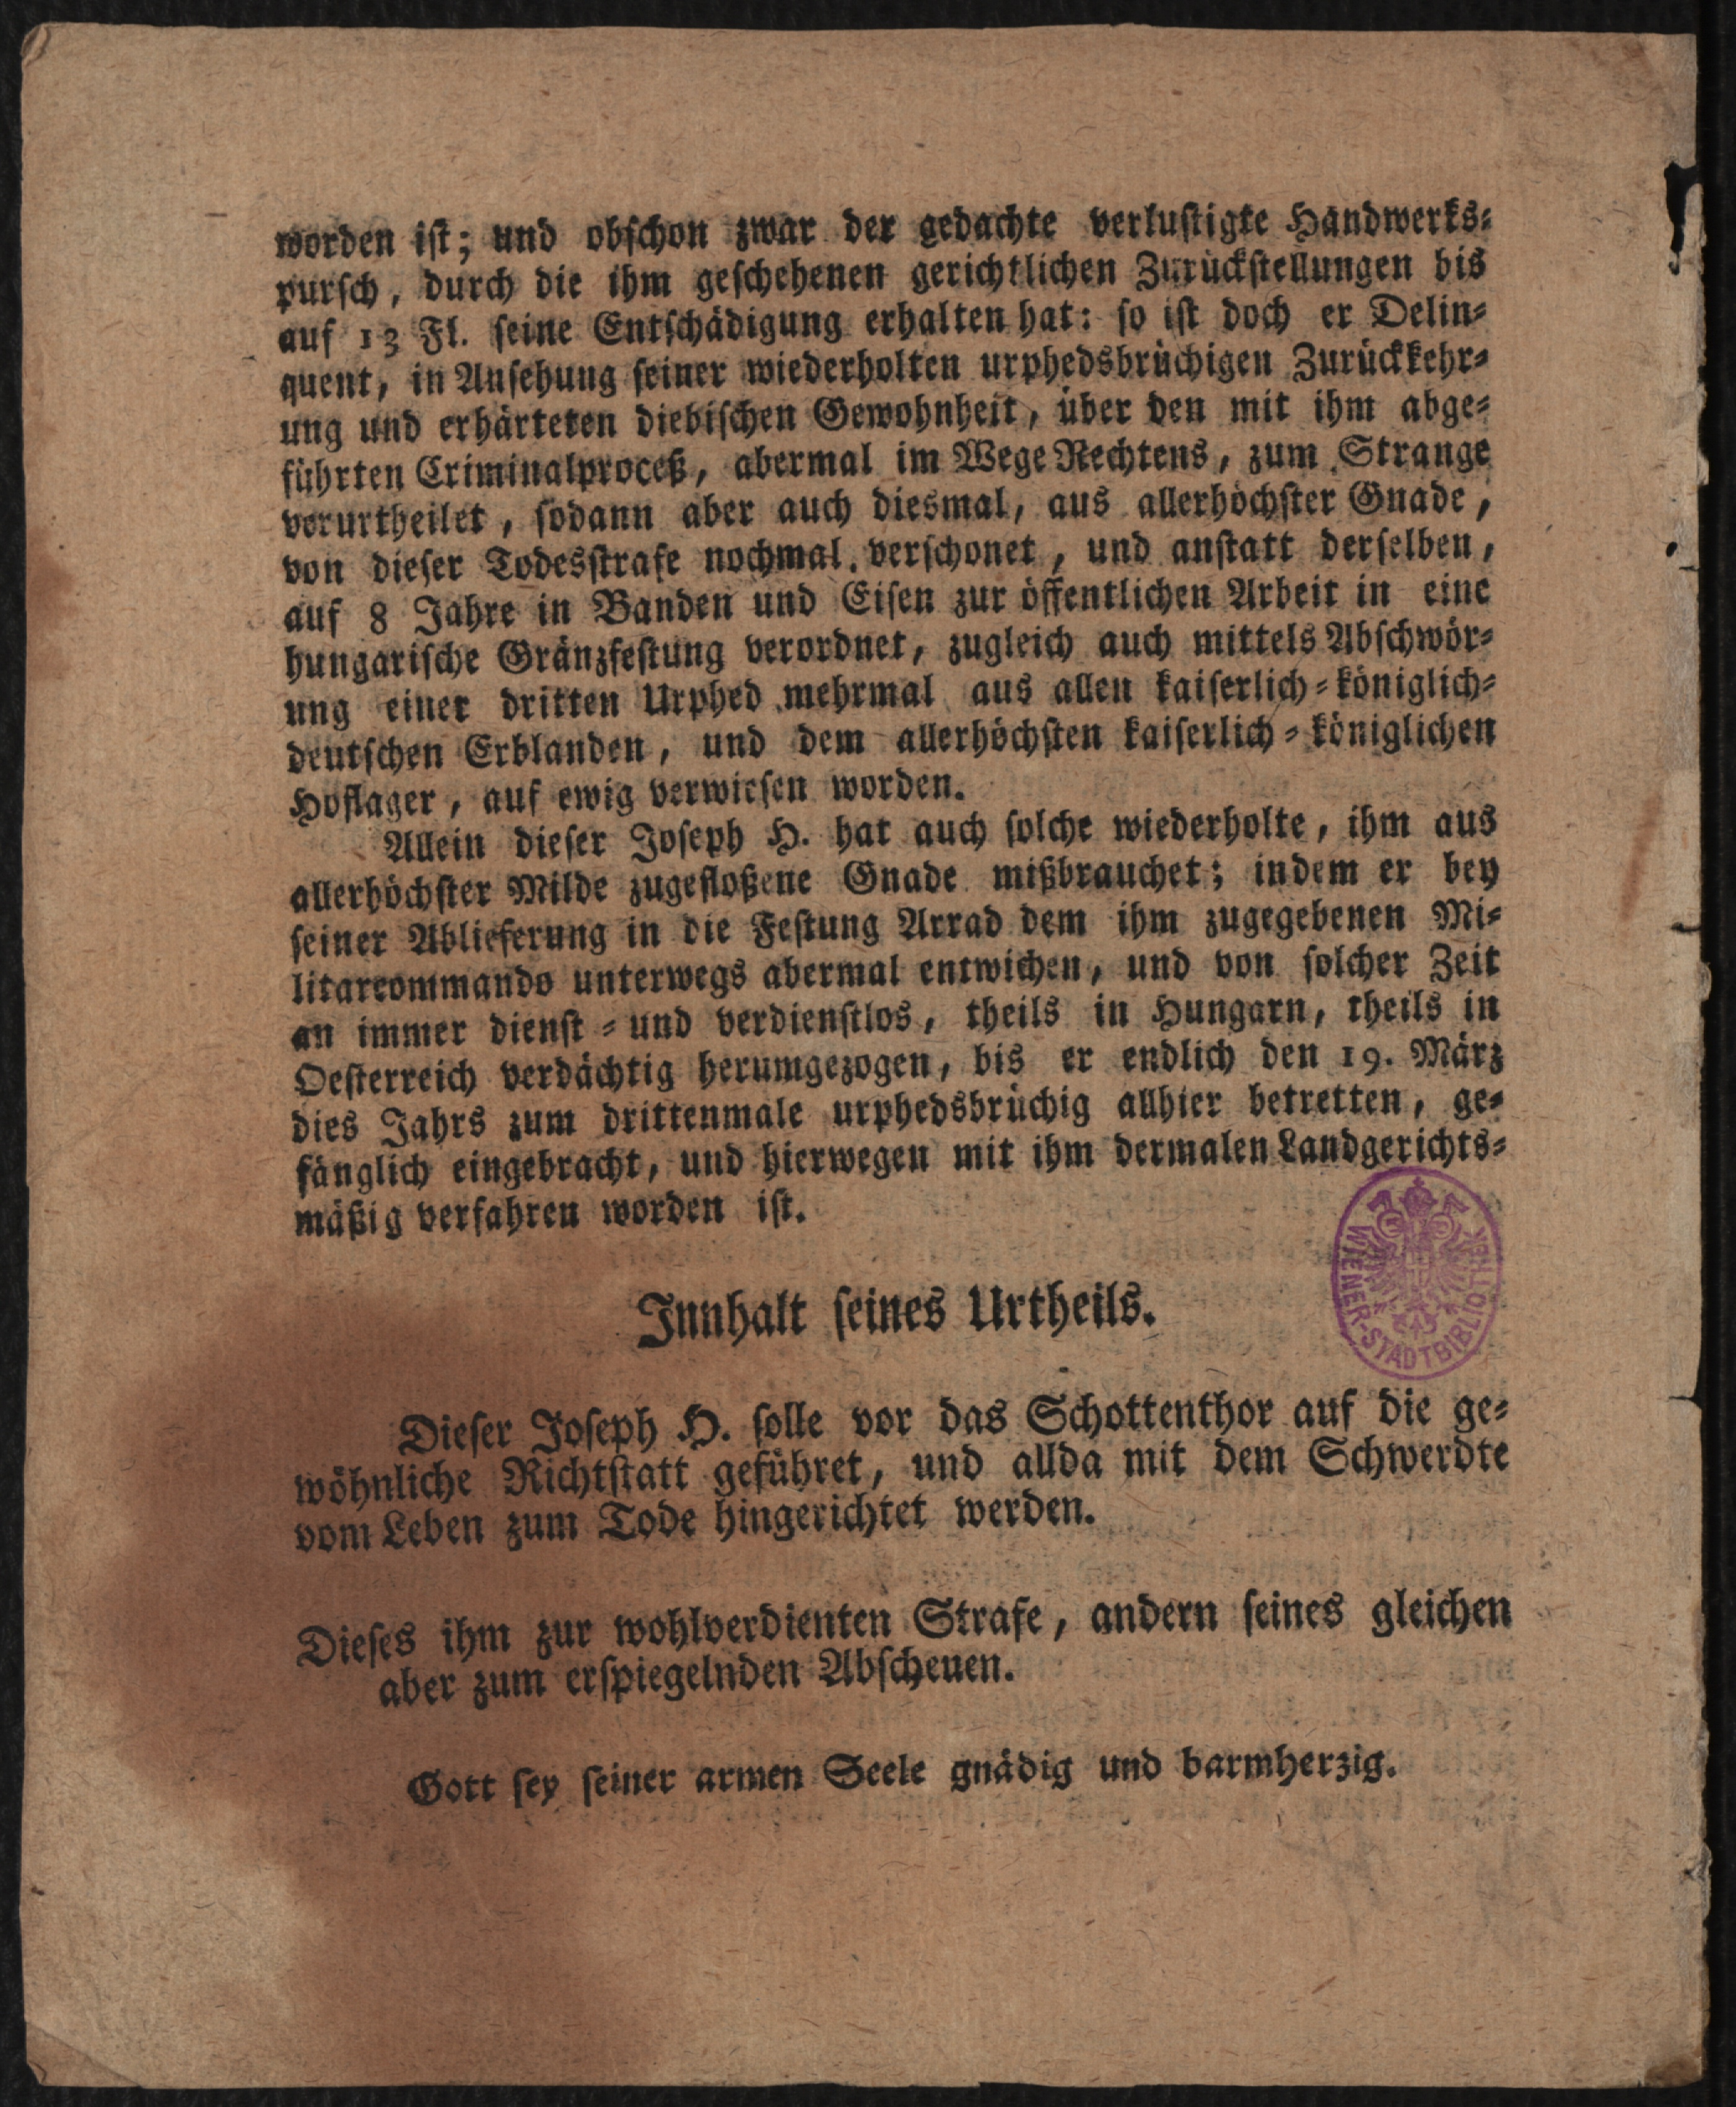 worden ist; und obschon zwar der gedachte verlustigte Handwerks-
pursch, durch die ihm geschehenen gerichtlichen Zurückstellungen bis
auf 13 Fl. seine Entschädigung erhalten hat: so ist doch er Delin-
quent, in Ansehung seiner wiederholten urphedsbrüchigen Zurückkehr-
ung und erhärteten diebischen Gewohnheit, über den mit ihm abge-
führten Criminalproceß, abermal im Wege Rechtens, zum Strange
verurtheilet, sodann aber auch diesmal, aus allerhöchster Gnade,
von dieser Todesstrafe nochmal verschonet, und anstatt derselben,
auf 8 Jahre in Banden und Eisen zur öffentlichen Arbeit in eine
hungarische Gränzfestung verordnet, zugleich auch mittels Abschwör-
ung einer dritten Urphed mehrmal aus allen kaiserlich-königlich-
deutschen Erblanden, und dem allerhöchsten kaiserlich-königlichen
Hoflager, auf ewig verwiesen worden.
Allein dieser Joseph H. hat auch solche wiederholte, ihm aus
allerhöchster Milde zugefloßene Gnade mißbrauchet; indem er bey
seiner Ablieferung in die Festung Arrad dem ihm zugegebenen Mi-
litarcommando unterwegs abermal entwichen, und von solcher Zeit
an immer dienst-und verdienstlos, theils in Hungarn, theils in
Oesterreich verdächtig herumgezogen, bis er endlich den 19. März
dies Jahrs zum drittenmale urphedsbrüchig allhier betretten, ge-
fänglich eingebracht, und hierwegen mit ihm dermalen Landgerichts-
mäßig verfahren worden ist.
WIENER-STADTBIBLIOTHEK
Innhalt seines Urtheils.
Dieser Joseph H. solle vor das Schottenthor auf die ge-
wöhnliche Richtstatt geführet, und allda mit dem Schwerdte
vom Leben zum Tode hingerichtet werden.
Dieses ihm zur wohlverdienten Strafe, andern seines gleichen
aber zum erspiegelnden Abscheuen.
Gott sey seiner armen Seele gnädig und barmherzig.